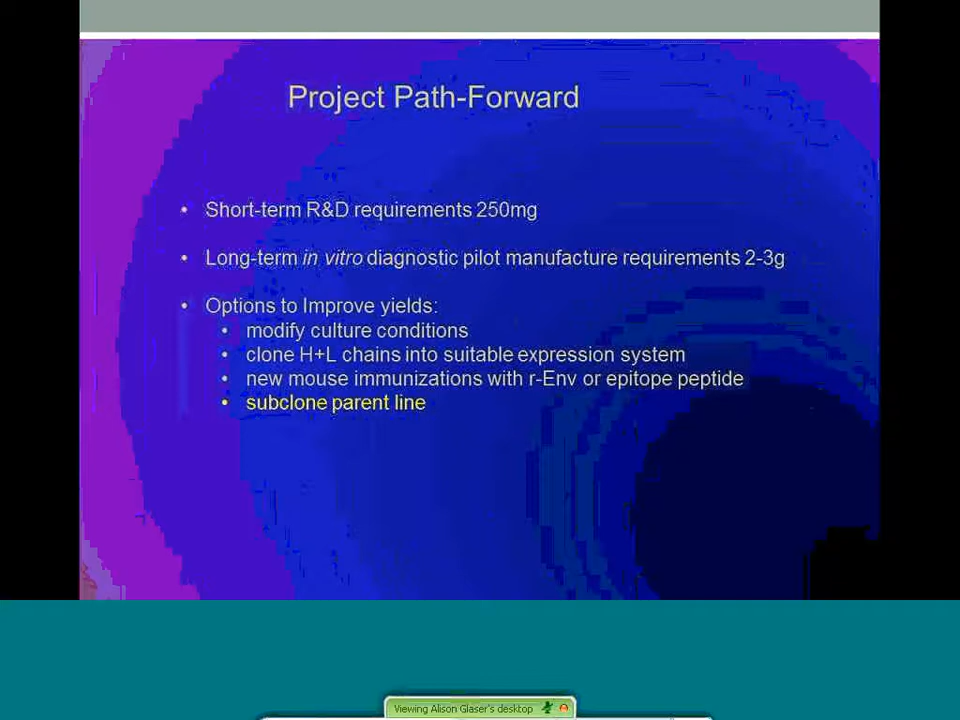 Project Path-Forward
• Short-term R&D requirements 250mg
• Long-term in vitro diagnostic pilot manufacture requirements 2-3g
• Options to Improve yields:
• modify culture conditions
• clone H+L chains into suitable expression system
• new mouse immunizations with r-Env or epitope peptide
• subclone parent line
Viewing Alison Glaser's desktop